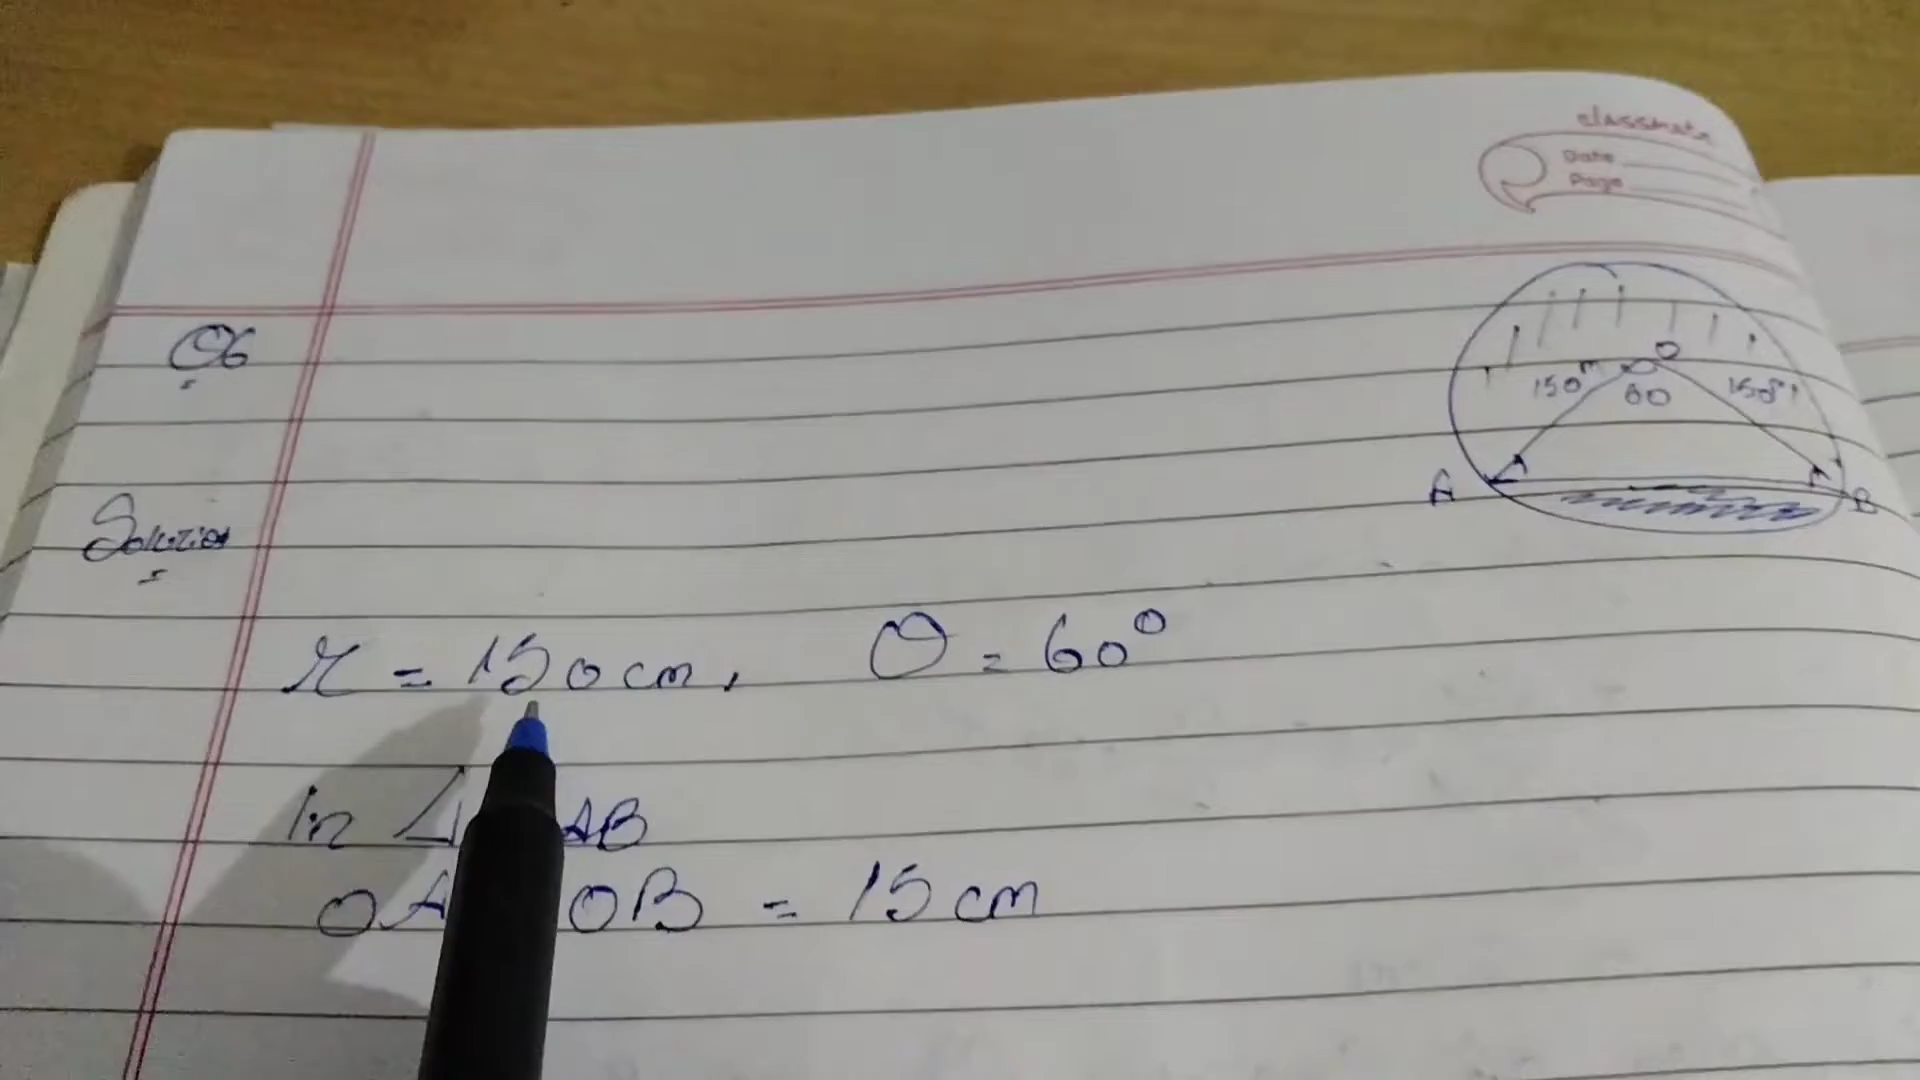 classmate
Date
Page
Q6
O
150 60 150
A B
Solution
r = 150 cm, θ = 60°
In △ AB
OA OB = 15 cm